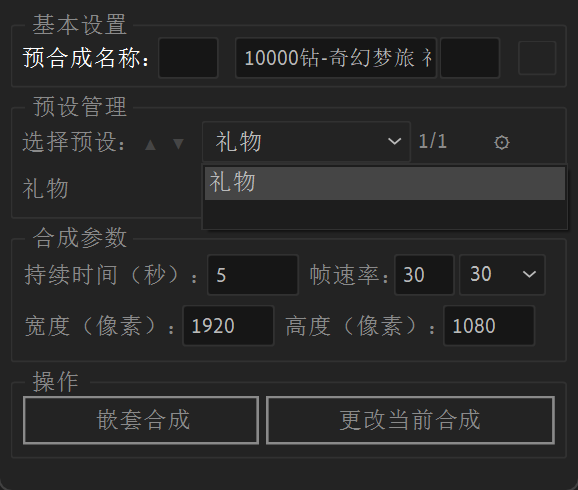 基本设置
预合成名称： 10000钻-奇幻梦旅
预设管理
选择预设： ▲ ▼ 礼物 1/1
礼物
礼物
合成参数
持续时间（秒）： 5 帧速率： 30 30
宽度（像素）： 1920 高度（像素）： 1080
操作
嵌套合成 更改当前合成